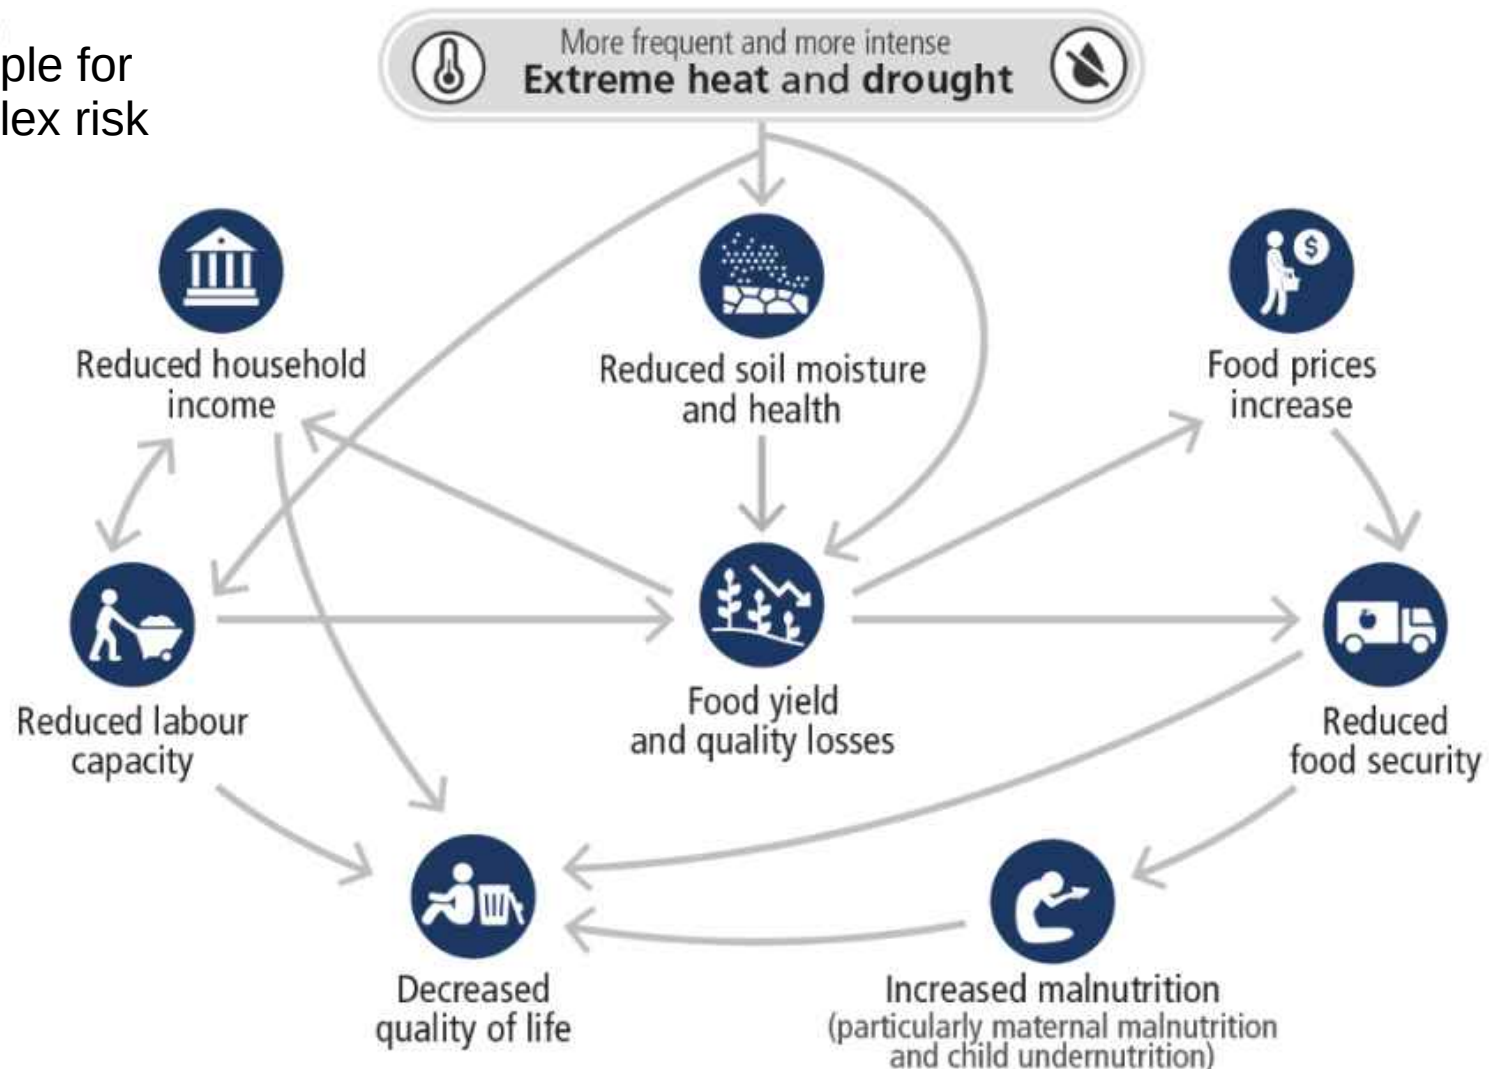 ple for
lex risk
More frequent and more intense
Extreme heat and drought
$
Reduced household
income
Reduced soil moisture
and health
Food prices
increase
Reduced labour
capacity
Food yield
and quality losses
Reduced
food security
Decreased
quality of life
Increased malnutrition
(particularly maternal malnutrition
and child undernutrition)